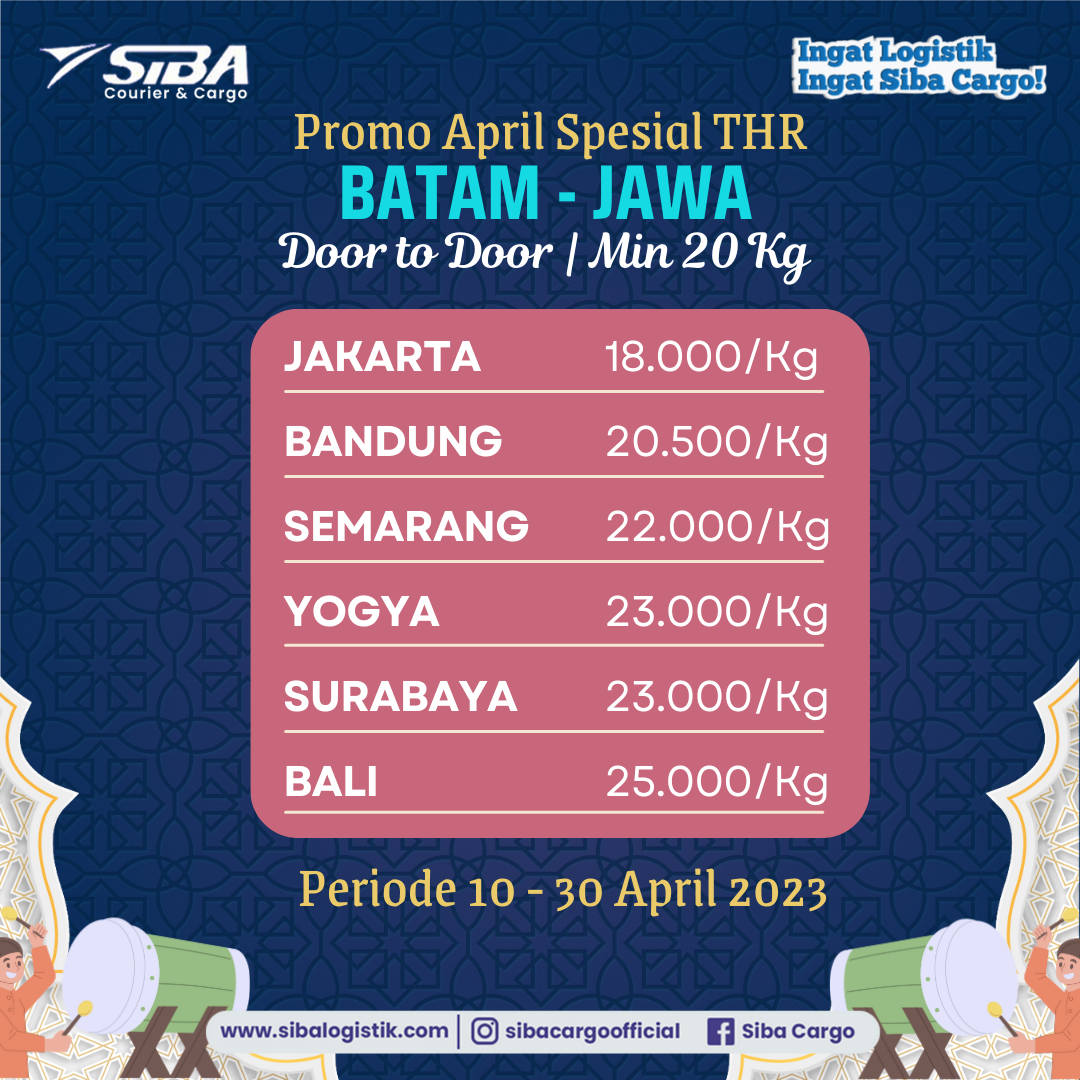 SIBA
Courier & Cargo
Ingat Logistik
Ingat Siba Cargo!
Promo April Spesial THR
BATAM - JAWA
Door to Door | Min 20 Kg
JAKARTA 18.000/Kg
BANDUNG 20.500/Kg
SEMARANG 22.000/Kg
YOGYA 23.000/Kg
SURABAYA 23.000/Kg
BALI 25.000/Kg
Periode 10 - 30 April 2023
www.sibalogistik.com | sibacargoofficial Siba Cargo